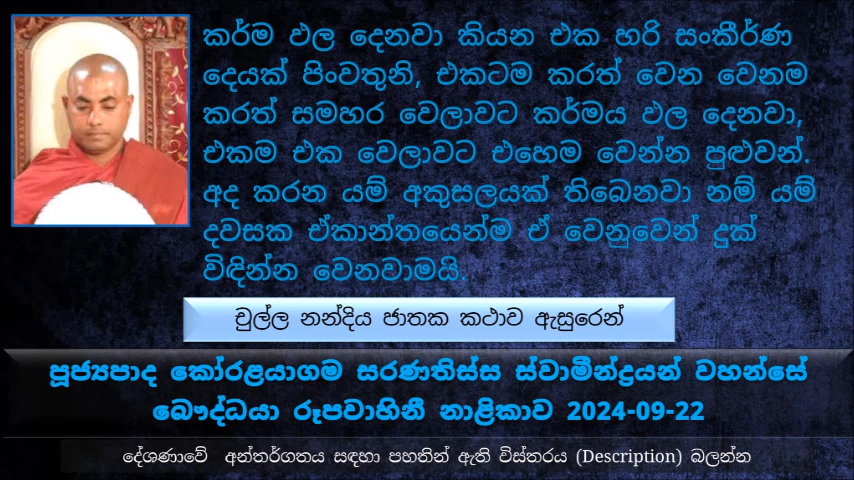 කර්ම ඵල දෙනවා කියන එක හරි සංකීර්ණ
දෙයක් පිංවතුනි, එකටම කරත් වෙන වෙනම
කරත් සමහර වෙලාවට කර්මය ඵල දෙනවා,
එකම එක වෙලාවට එහෙම වෙන්න පුළුවන්.
අද කරන යම් අකුසලයක් තිබෙනවා නම් යම්
දවසක ඒකාන්තයෙන්ම ඒ වෙනුවෙන් දුක්
විඳින්න වෙනවාමයි.
චුල්ල නන්දිය ජාතක කථාව ඇසුරෙන්
පූජ්‍යපාද කෝරළයාගම සරණතිස්ස ස්වාමීන්ද්‍රයන් වහන්සේ
බෞද්ධයා රූපවාහිනී නාළිකාව 2024-09-22
දේශණාවේ අන්තර්ගතය සඳහා පහතින් ඇති විස්තරය (Description) බලන්න